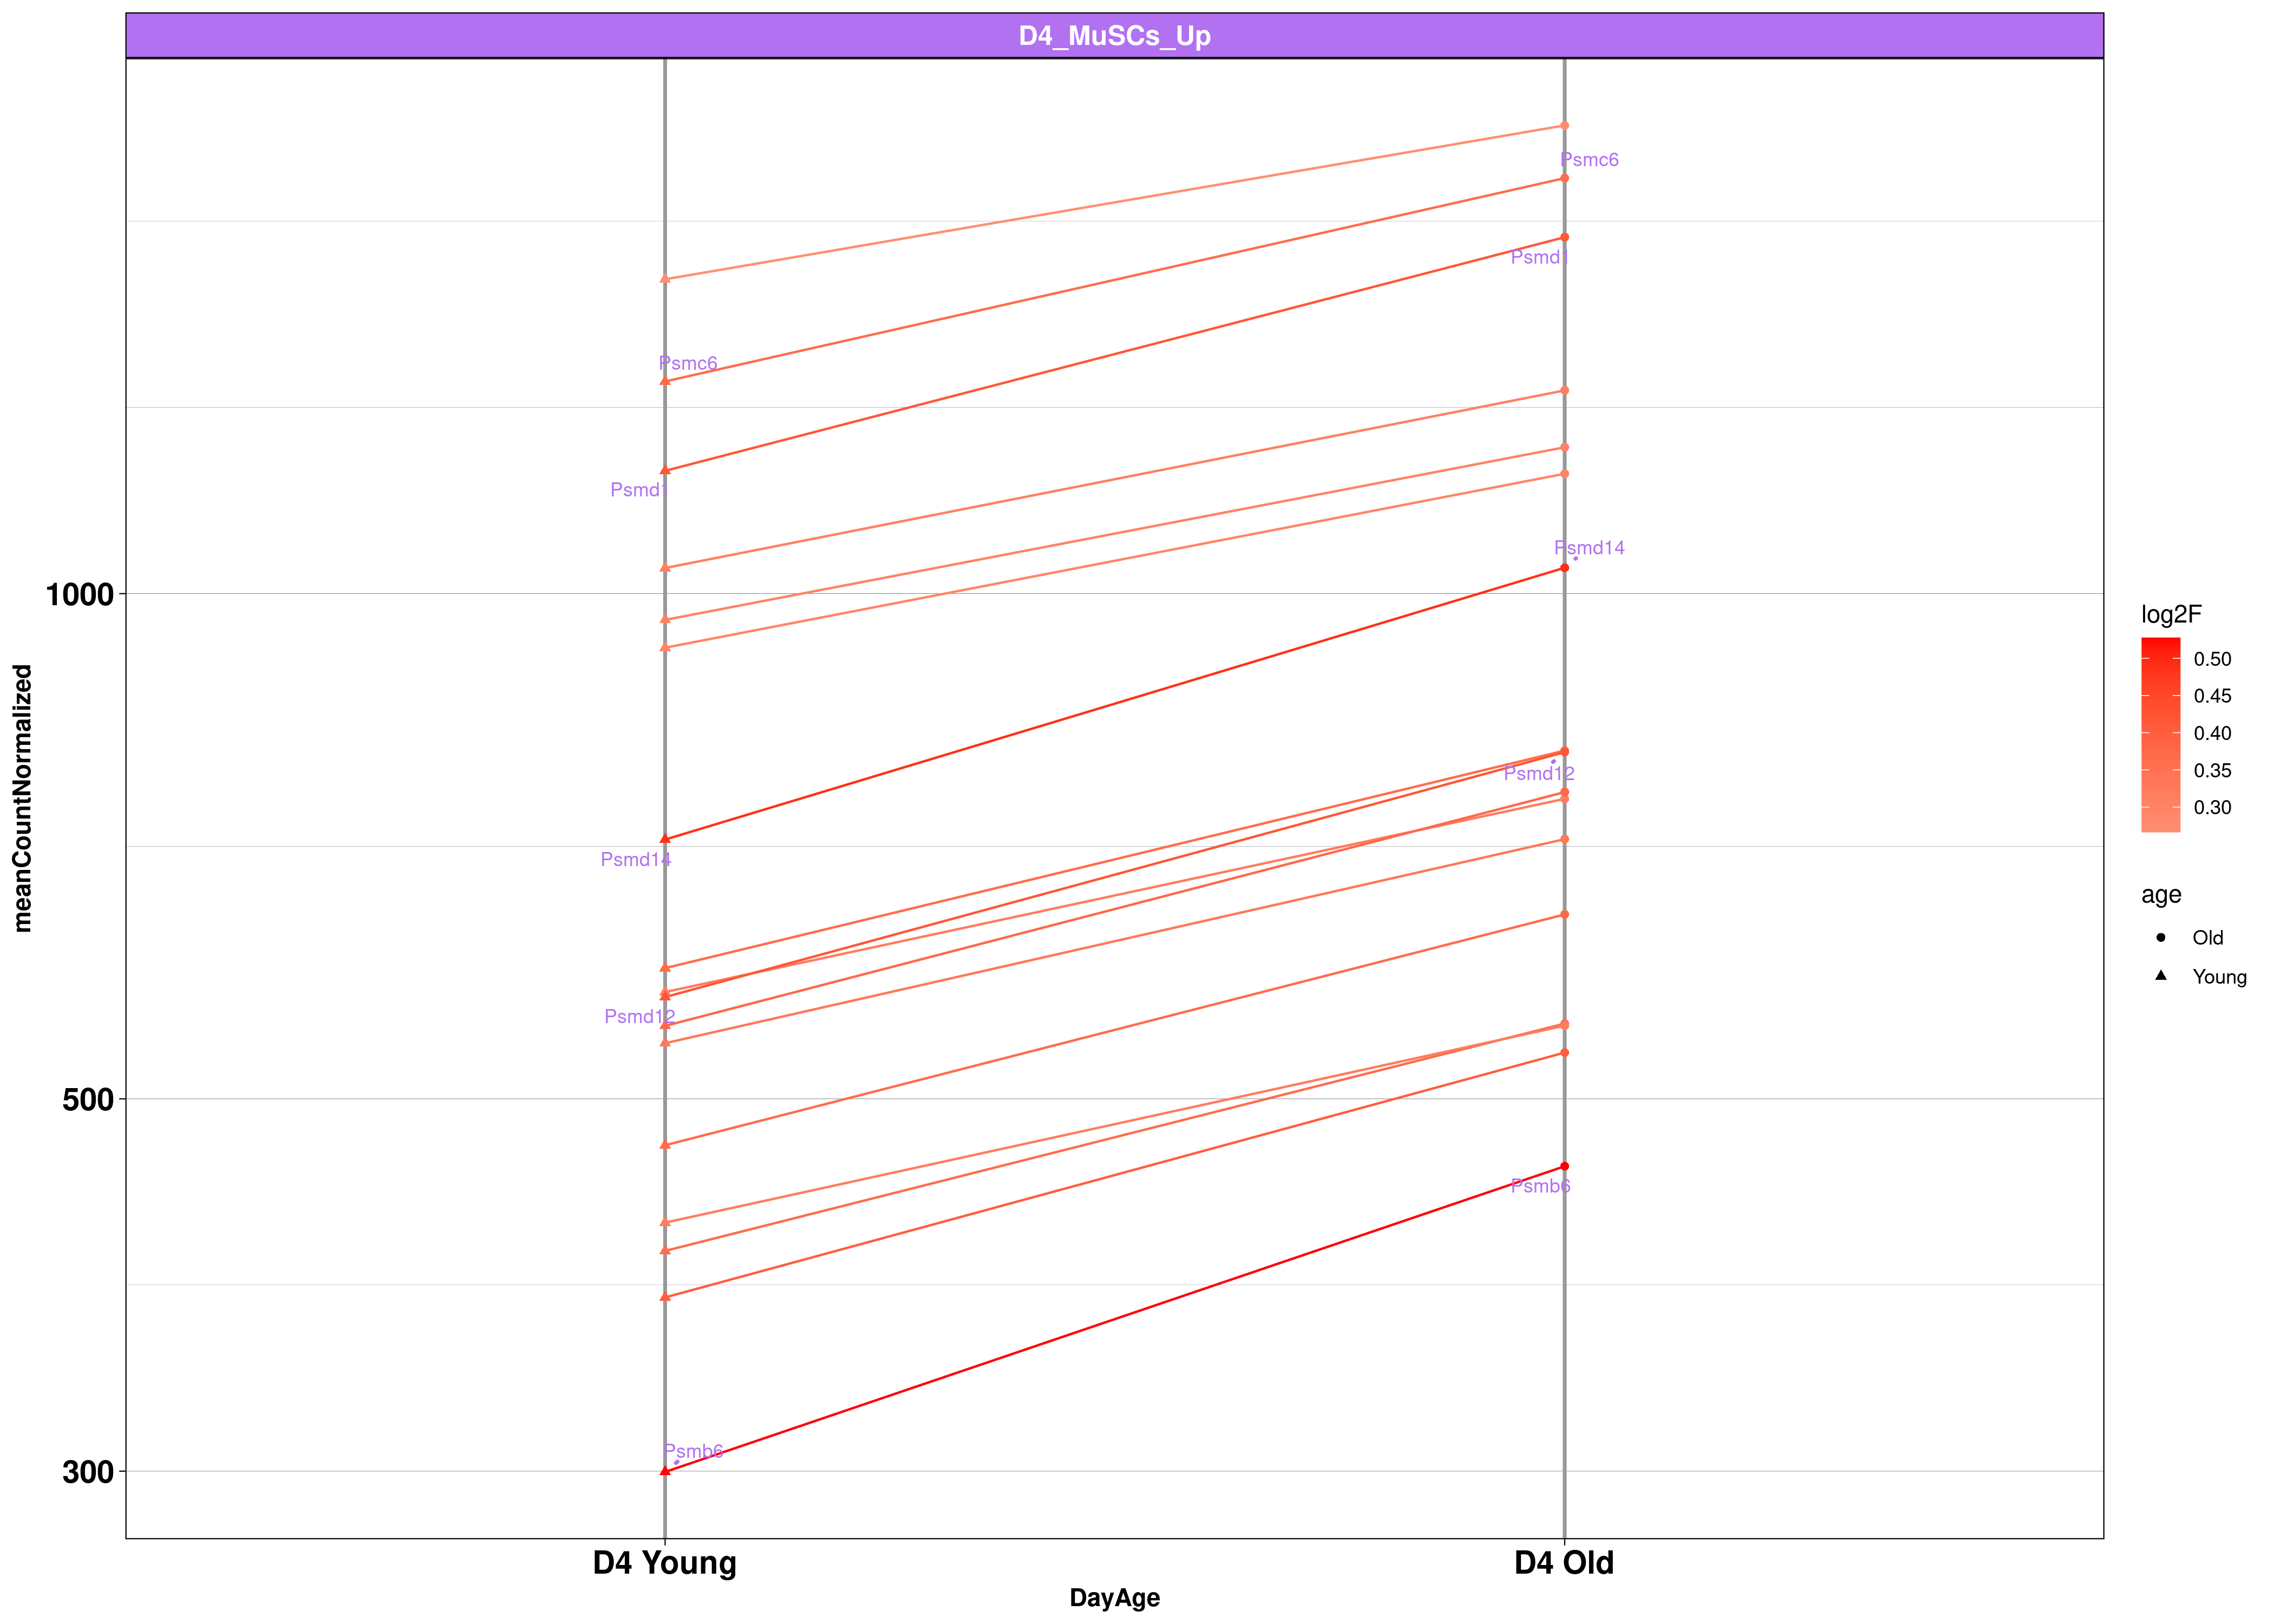 D4_MuSCs_Up
Psmc6
Psmd1
Psmc6
Psmd1
Psmd14
Psmd12
Psmd14
Psmd12
Psmb6
Psmb6
meanCountNormalized
1000
500
300
D4 Young
D4 Old
DayAge
log2F
0.50
0.45
0.40
0.35
0.30
age
Old
Young